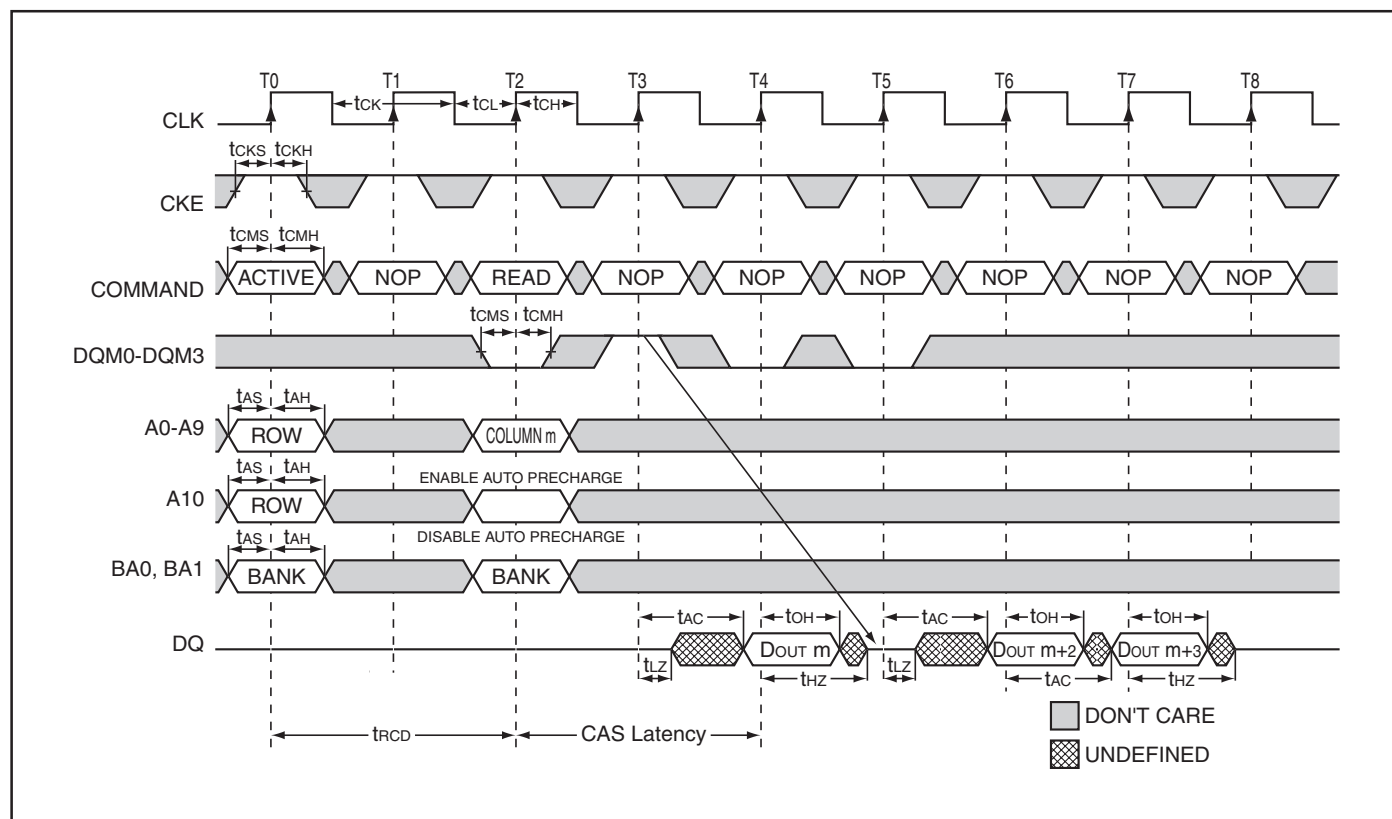 T0 T1 T2 T3 T4 T5 T6 T7 T8
tCK tCL tCH
CLK
tCKS tCKH
CKE
tCMS tCMH
COMMAND ACTIVE NOP READ NOP NOP NOP NOP NOP NOP
tCMS tCMH
DQM0-DQM3
tAS tAH
A0-A9 ROW COLUMN m
tAS tAH ENABLE AUTO PRECHARGE
A10 ROW
tAS tAH DISABLE AUTO PRECHARGE
BA0, BA1 BANK BANK
tAC tOH tAC tOH tOH
DQ DOUT m DOUT m+2 DOUT m+3
tLZ tHZ tLZ tAC tHZ
DON'T CARE
tRCD CAS Latency
UNDEFINED